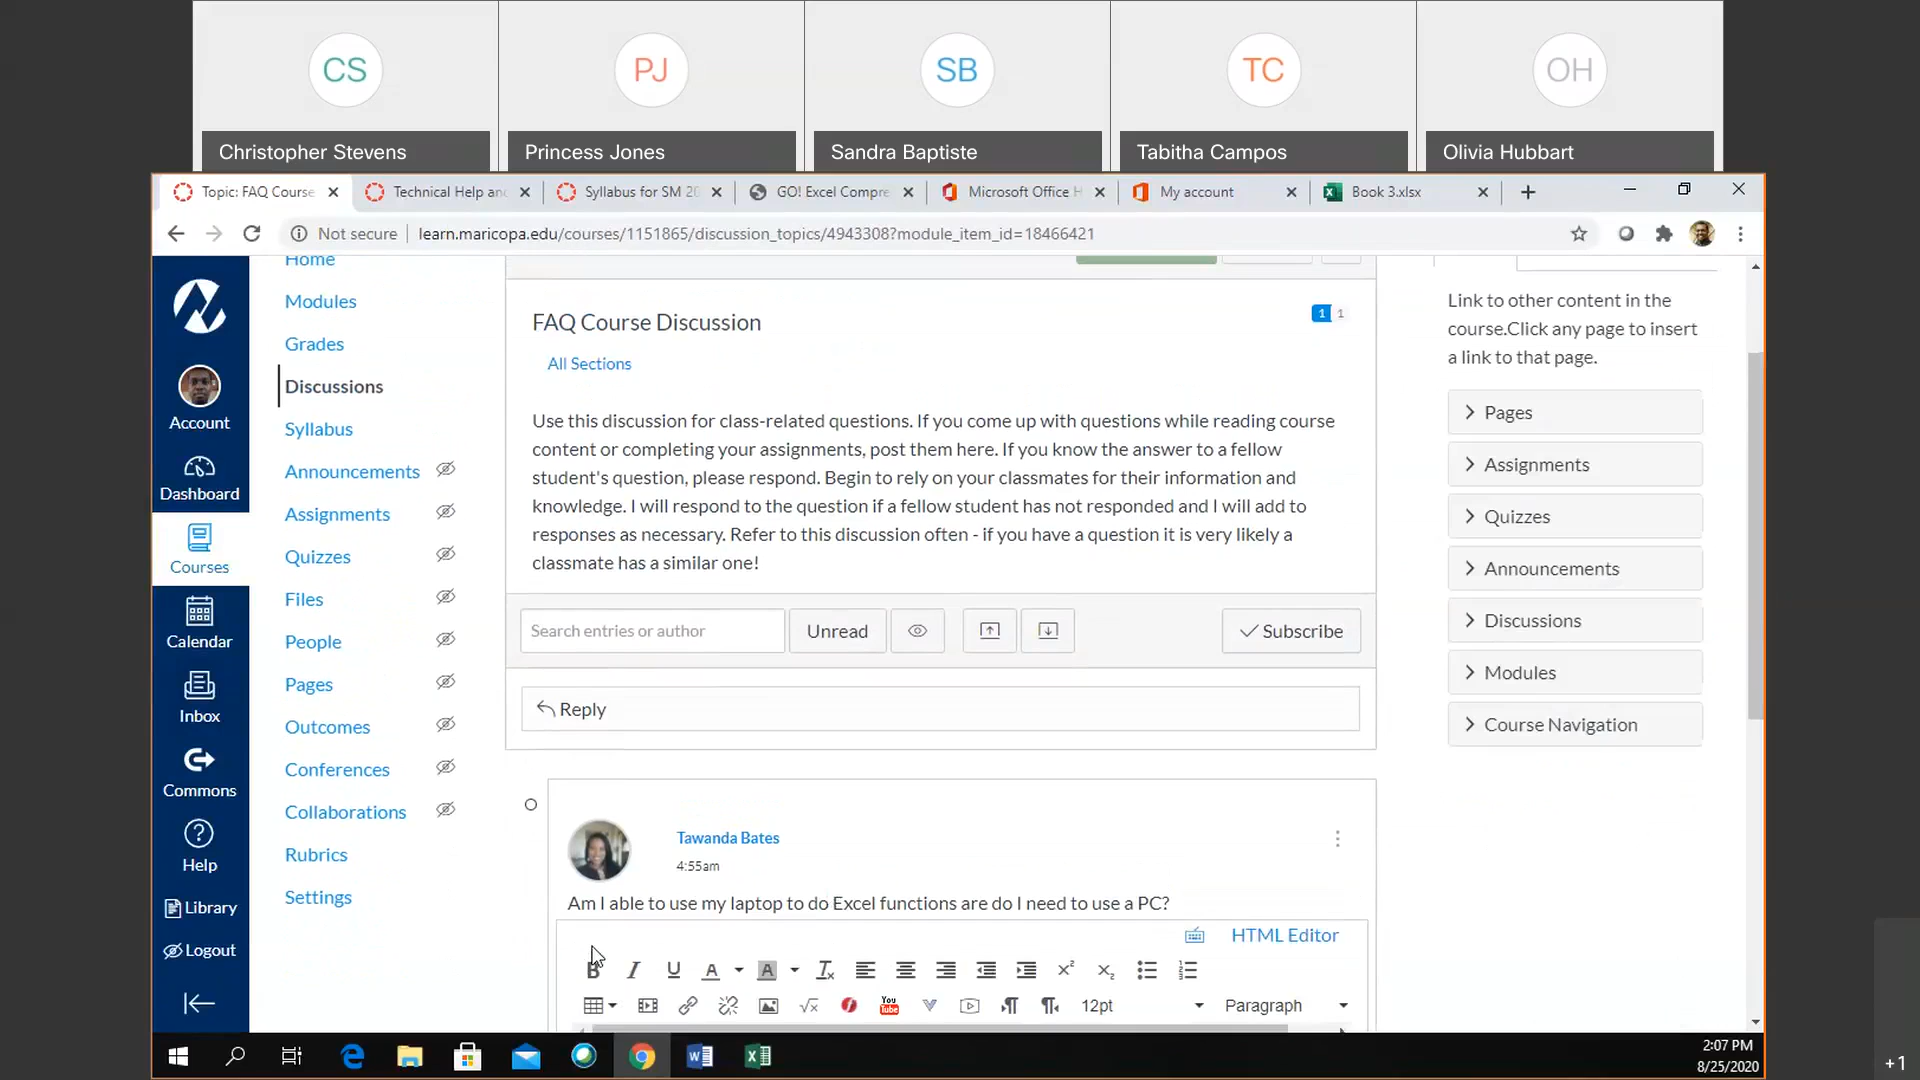 CS
PJ
SB
TC
OH
Christopher Stevens
Princess Jones
Sandra Baptiste
Tabitha Campos
Olivia Hubbart
Topic: FAQ Course
Technical Help and
Syllabus for SM 20
GO! Excel Compre
Microsoft Office H
My account
Book 3.xlsx
Not secure
learn.maricopa.edu/courses/1151865/discussion_topics/4943308?module_item_id=18466421
Account
Dashboard
Courses
Calendar
Inbox
Commons
Help
Library
Logout
Home
Modules
Grades
Discussions
Syllabus
Announcements
Assignments
Quizzes
Files
People
Pages
Outcomes
Conferences
Collaborations
Rubrics
Settings
FAQ Course Discussion
1 1
All Sections
Use this discussion for class-related questions. If you come up with questions while reading course
content or completing your assignments, post them here. If you know the answer to a fellow
student's question, please respond. Begin to rely on your classmates for their information and
knowledge. I will respond to the question if a fellow student has not responded and I will add to
responses as necessary. Refer to this discussion often - if you have a question it is very likely a
classmate has a similar one!
Search entries or author
Unread
Subscribe
Reply
Tawanda Bates
4:55am
Am I able to use my laptop to do Excel functions are do I need to use a PC?
HTML Editor
12pt
Paragraph
Link to other content in the
course.Click any page to insert
a link to that page.
Pages
Assignments
Quizzes
Announcements
Discussions
Modules
Course Navigation
2:07 PM
8/25/2020
+1